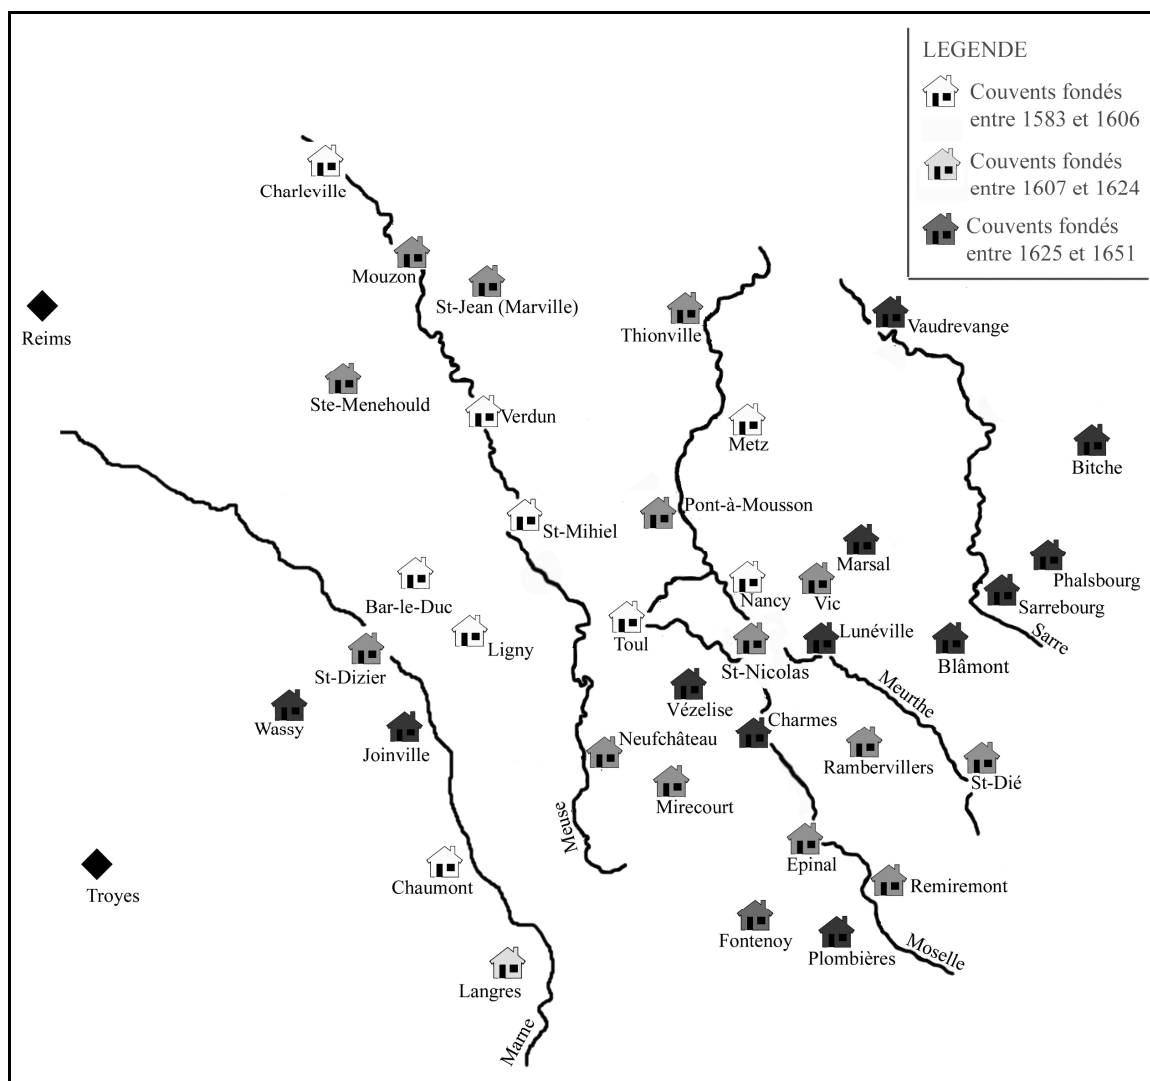 LEGENDE
Couvents fondés
entre 1583 et 1606
Couvents fondés
entre 1607 et 1624
Couvents fondés
entre 1625 et 1651
Charleville
Mouzon
St-Jean (Marville)
Reims
Thionville
Vaudrevange
Ste-Menehould
Verdun
Metz
Bitche
Pont-à-Mousson
St-Mihiel
Marsal
Phalsbourg
Bar-le-Duc
Nancy
Vic
Sarrebourg
Ligny
Toul
Lunéville
Sarre
St-Dizier
St-Nicolas
Blâmont
Meurthe
Vézelise
Wassy
Charmes
Joinville
Neufchâteau
Rambervillers
St-Dié
Mirecourt
Meuse
Epinal
Chaumont
Troyes
Remiremont
Fontenoy
Plombières
Moselle
Langres
Marne